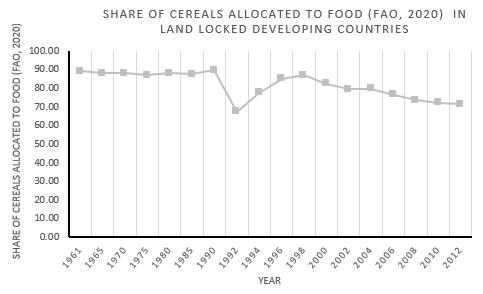 SHARE OF CEREALS ALLOCATED TO FOOD (FAO, 2020) IN
LAND LOCKED DEVELOPING COUNTRIES
SHARE OF CEREALS ALLOCATED TO FOOD (FAO, 2020)
100.00
90.00
80.00
70.00
60.00
50.00
40.00
30.00
20.00
10.00
0.00
1961 1965 1970 1975 1980 1985 1990 1992 1994 1996 1998 2000 2002 2004 2006 2008 2010 2012
YEAR